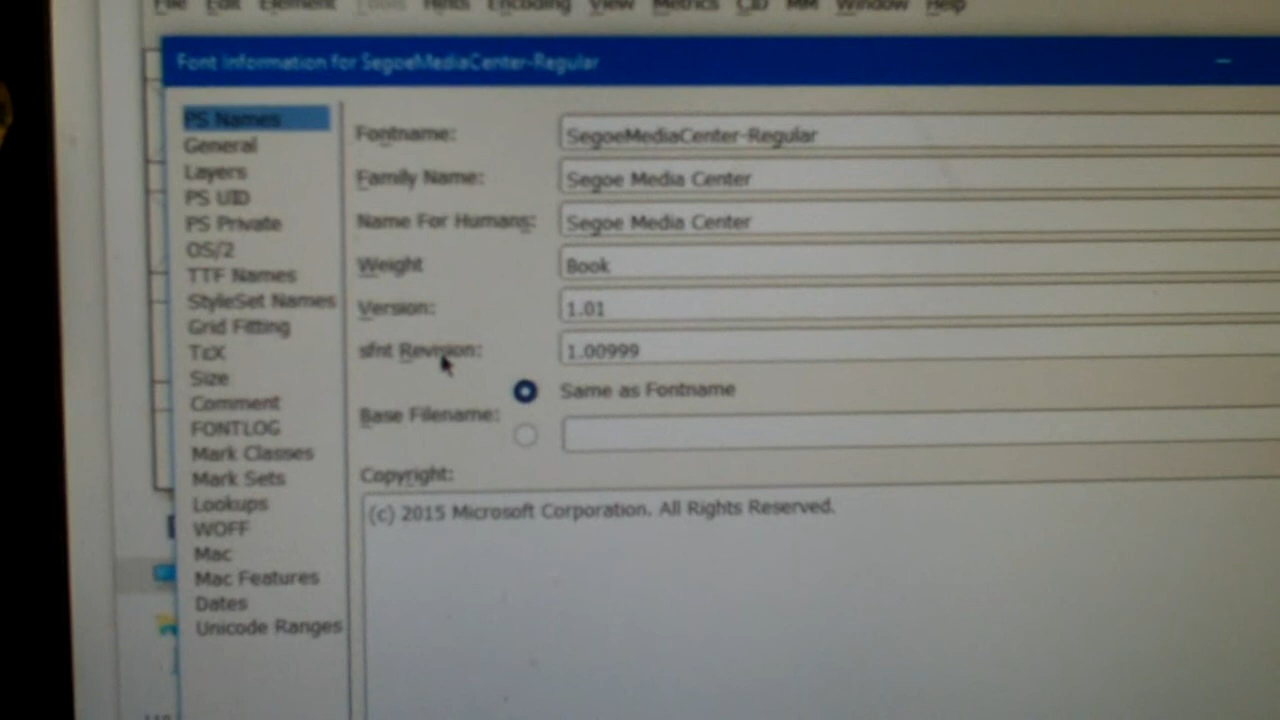 File Edit Element Tools Hints Encoding View Metrics CID MM Window Help
Font Information for SegoeMediaCenter-Regular
PS Names
General
Layers
PS UID
PS Private
OS/2
TTF Names
StyleSet Names
Grid Fitting
TεX
Size
Comment
FONTLOG
Mark Classes
Mark Sets
Lookups
WOFF
Mac
Mac Features
Dates
Unicode Ranges
Fontname: SegoeMediaCenter-Regular
Family Name: Segoe Media Center
Name For Humans: Segoe Media Center
Weight Book
Version: 1.01
sfnt Revision: 1.00999
Same as Fontname
Base Filename:
Copyright:
(c) 2015 Microsoft Corporation. All Rights Reserved.